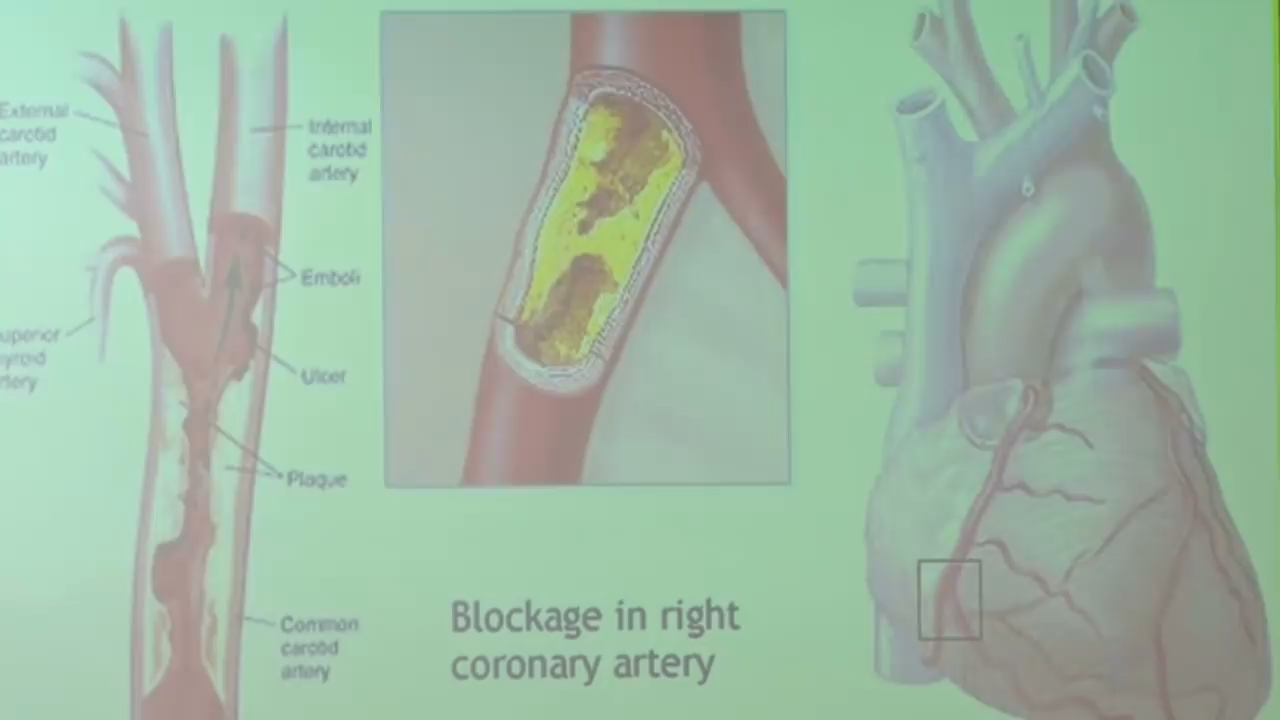 External
carotid
artery
Internal
carotid
artery
Emboli
Ulcer
Plaque
Common
carotid
artery
Blockage in right
coronary artery